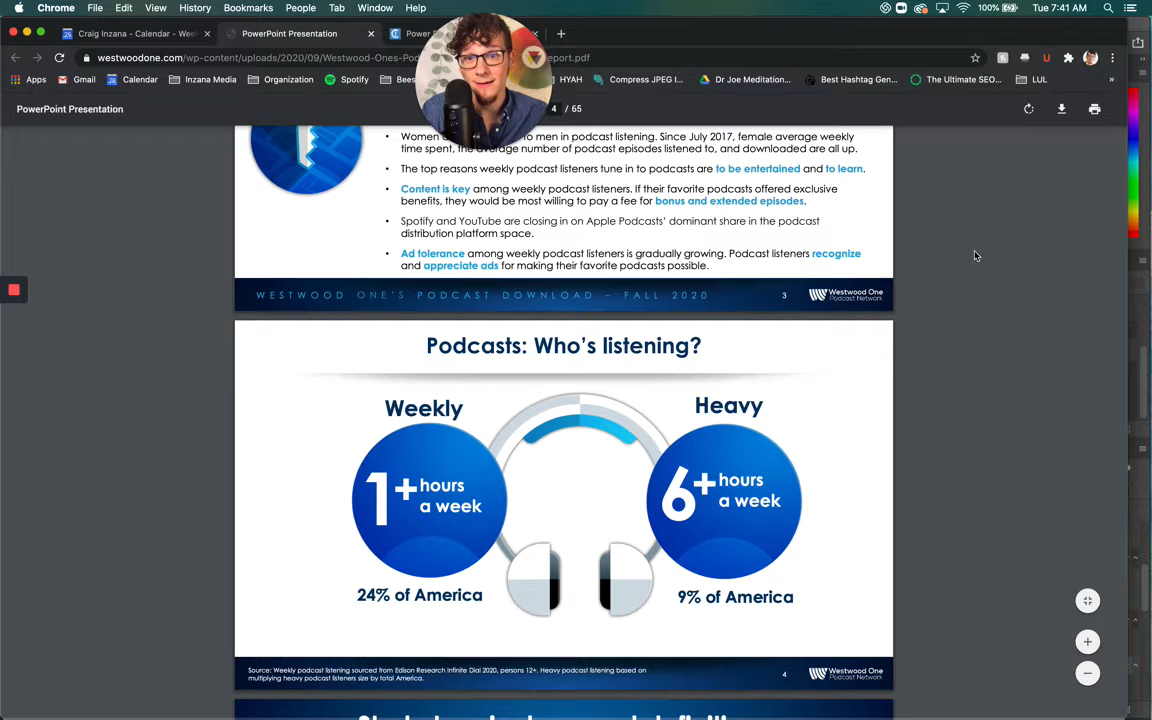 Chrome File Edit View History Bookmarks People Tab Window Help 100% Tue 7:41 AM
Craig Inzana - Calendar - Wee
PowerPoint Presentation
Power
westwoodone.com/wp-content/uploads/2020/09/Westwood-Ones-Pod
eport.pdf
Apps Gmail Calendar Inzana Media Organization Spotify Bees
HYAH Compress JPEG I... Dr Joe Meditation... Best Hashtag Gen... The Ultimate SEO... LUL
PowerPoint Presentation
4 / 65
• Women to men in podcast listening. Since July 2017, female average weekly
time spent, the average number of podcast episodes listened to, and downloaded are all up.
• The top reasons weekly podcast listeners tune in to podcasts are to be entertained and to learn.
• Content is key among weekly podcast listeners. If their favorite podcasts offered exclusive
benefits, they would be most willing to pay a fee for bonus and extended episodes.
• Spotify and YouTube are closing in on Apple Podcasts' dominant share in the podcast
distribution platform space.
• Ad tolerance among weekly podcast listeners is gradually growing. Podcast listeners recognize
and appreciate ads for making their favorite podcasts possible.
WESTWOOD ONE'S PODCAST DOWNLOAD – FALL 2020
3
Westwood One
Podcast Network
Podcasts: Who's listening?
Weekly
Heavy
1+ hours
a week
6+ hours
a week
24% of America
9% of America
Source: Weekly podcast listening sourced from Edison Research Infinite Dial 2020, persons 12+. Heavy podcast listening based on
multiplying heavy podcast listeners size by total America.
4
Westwood One
Podcast Network